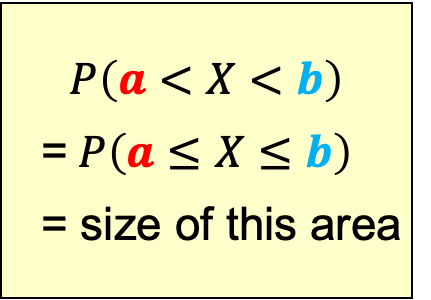 P(a < X < b)
= P(a ≤ X ≤ b)
= size of this area